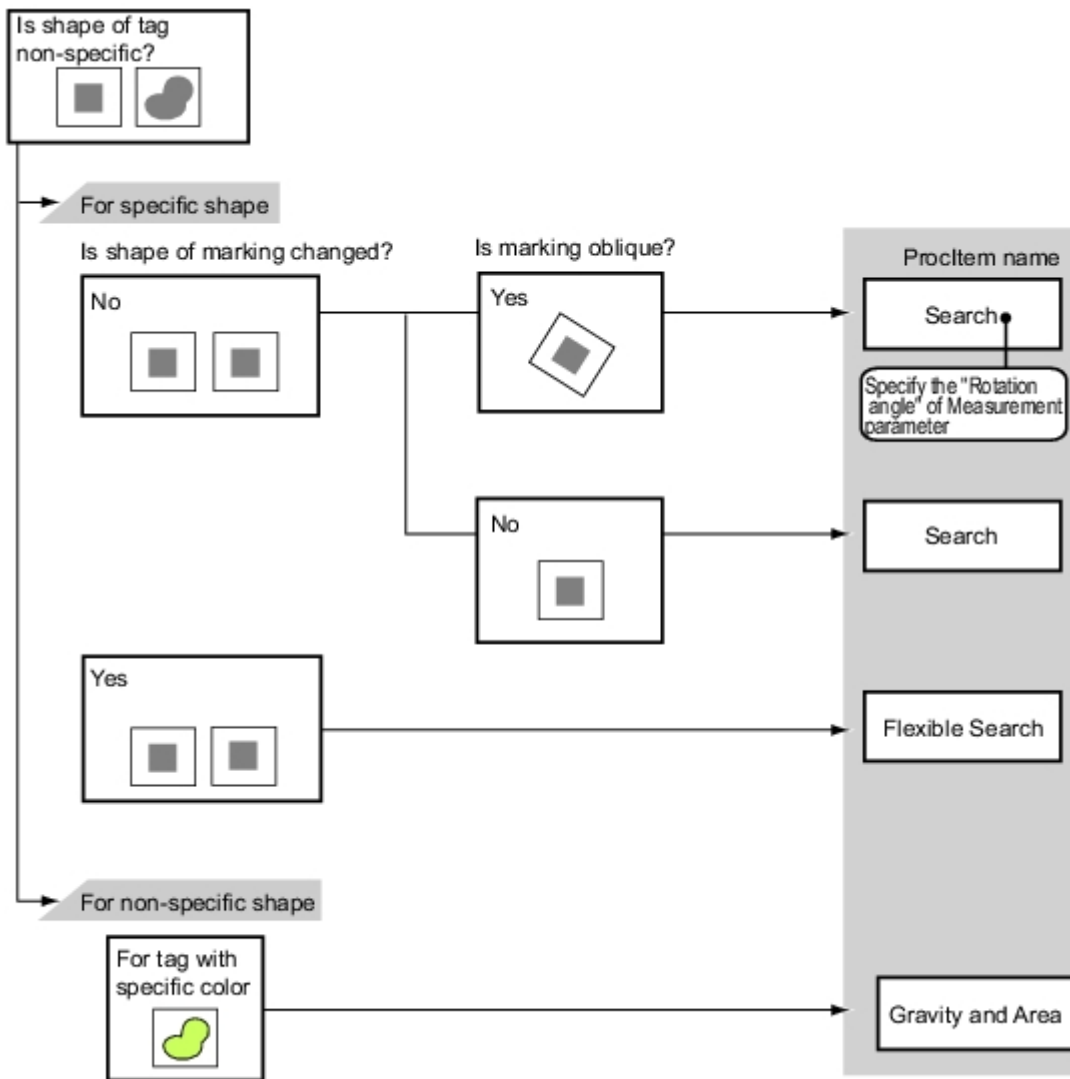 Is shape of tag
non-specific?
For specific shape
Is shape of marking changed?
Is marking oblique?
ProcItem name
No
Yes
Search
Specify the "Rotation
angle" of Measurement
parameter
No
Search
Yes
Flexible Search
For non-specific shape
For tag with
specific color
Gravity and Area